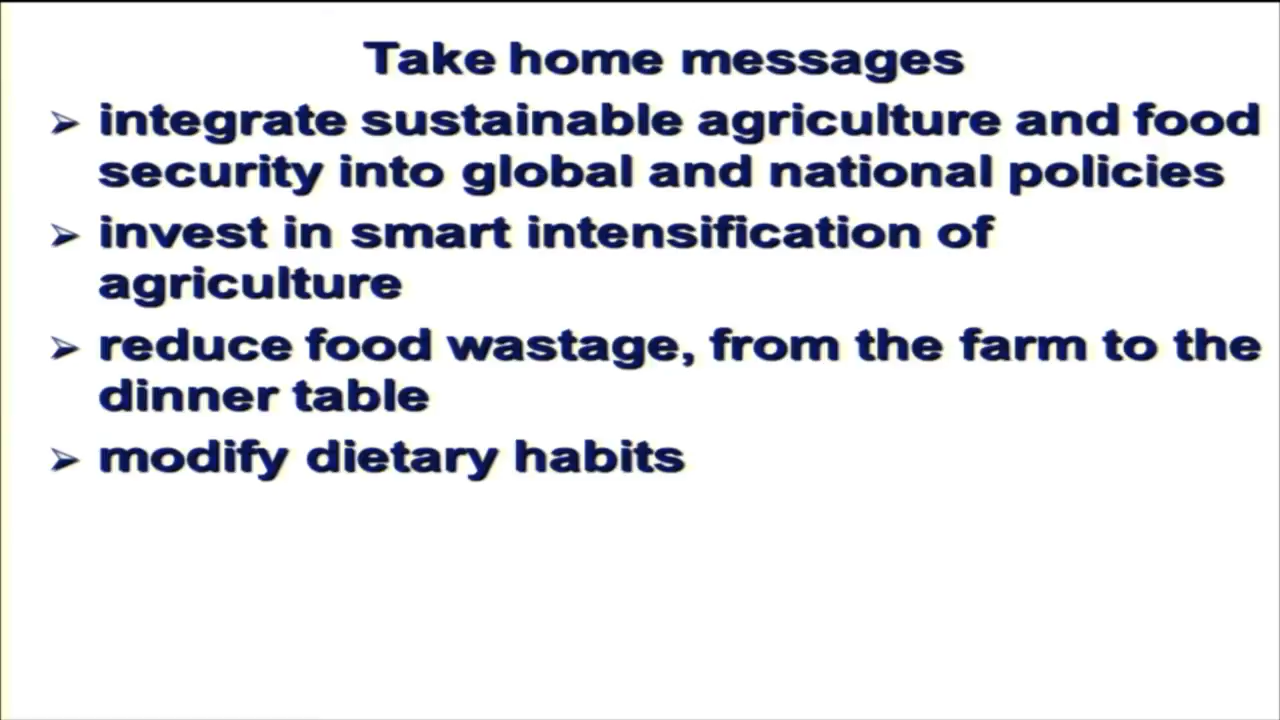 Take home messages
➢ integrate sustainable agriculture and food
security into global and national policies
➢ invest in smart intensification of
agriculture
➢ reduce food wastage, from the farm to the
dinner table
➢ modify dietary habits